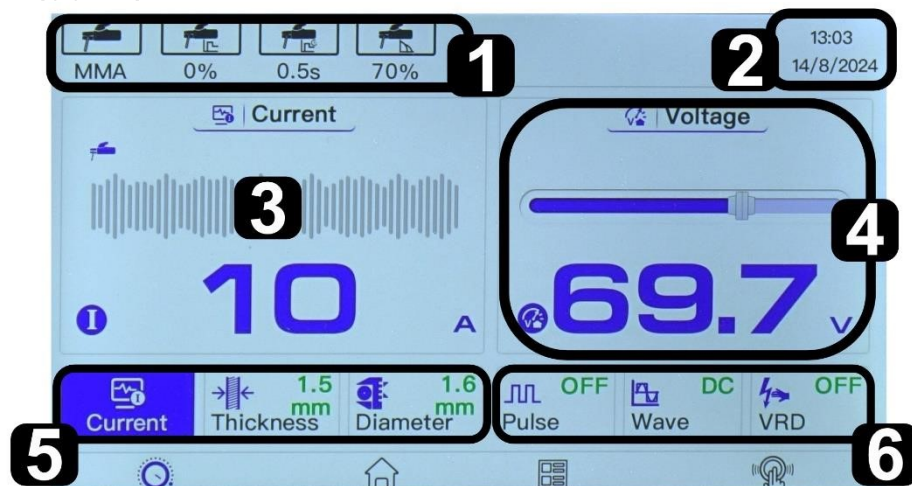 MMA 0% 0.5s 70%
1
2
13:03
14/8/2024
Current
Voltage
3
4
I 10 A
69.7 V
Current
Thickness 1.5 mm
Diameter 1.6 mm
Pulse OFF
Wave DC
VRD OFF
5
6